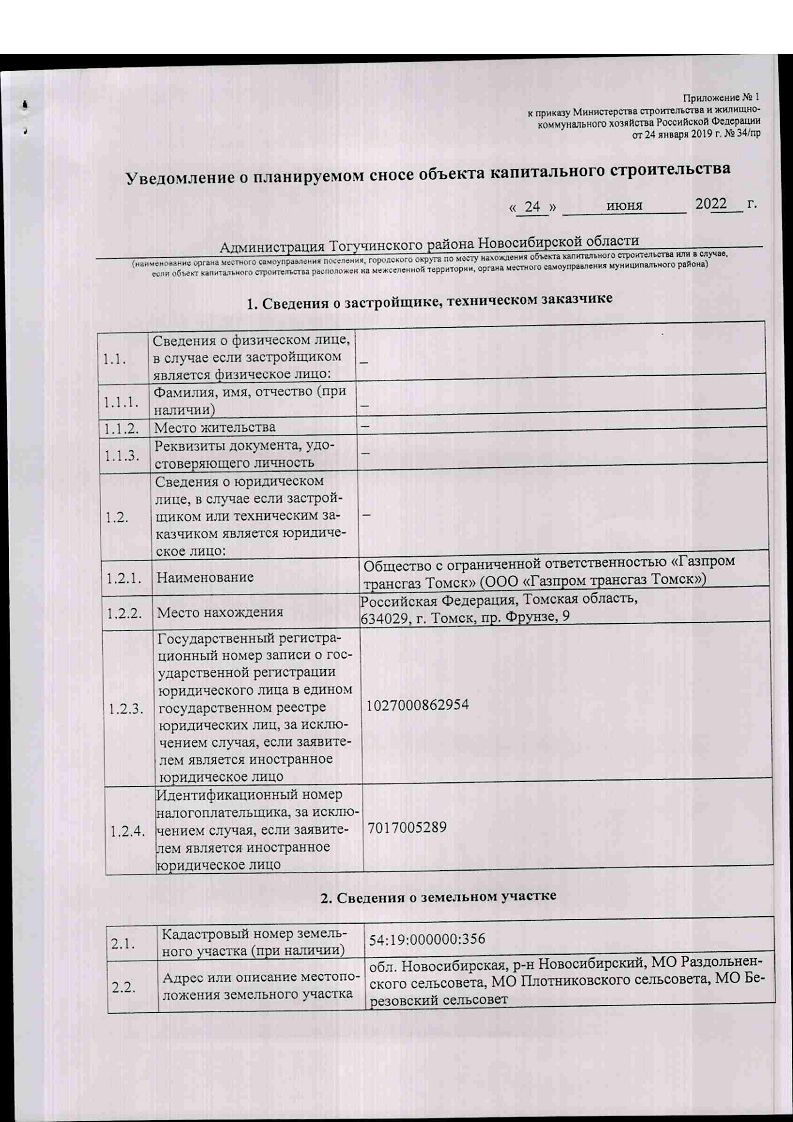 Приложение № 1
к приказу Министерства строительства и жилищно-
коммунального хозяйства Российской Федерации
от 24 января 2019 г. № 34/пр
Уведомление о планируемом сносе объекта капитального строительства
« 24 » июня 2022 г.
Администрация Тогучинского района Новосибирской области
(наименование органа местного самоуправления поселения, городского округа по месту нахождения объекта капитального строительства или в случае,
если объект капитального строительства расположен на межселенной территории, органа местного самоуправления муниципального района)
1. Сведения о застройщике, техническом заказчике
1.1.
Сведения о физическом лице,
в случае если застройщиком
является физическое лицо:
–
1.1.1.
Фамилия, имя, отчество (при
наличии)
–
1.1.2.
Место жительства
–
1.1.3.
Реквизиты документа, удо-
стоверяющего личность
–
1.2.
Сведения о юридическом
лице, в случае если застрой-
щиком или техническим за-
казчиком является юридиче-
ское лицо:
–
1.2.1.
Наименование
Общество с ограниченной ответственностью «Газпром
трансгаз Томск» (ООО «Газпром трансгаз Томск»)
1.2.2.
Место нахождения
Российская Федерация, Томская область,
634029, г. Томск, пр. Фрунзе, 9
1.2.3.
Государственный регистра-
ционный номер записи о гос-
ударственной регистрации
юридического лица в едином
государственном реестре
юридических лиц, за исклю-
чением случая, если заявите-
лем является иностранное
юридическое лицо
1027000862954
1.2.4.
Идентификационный номер
налогоплательщика, за исклю-
чением случая, если заявите-
лем является иностранное
юридическое лицо
7017005289
2. Сведения о земельном участке
2.1.
Кадастровый номер земель-
ного участка (при наличии)
54:19:000000:356
2.2.
Адрес или описание местопо-
ложения земельного участка
обл. Новосибирская, р-н Новосибирский, МО Раздольнен-
ского сельсовета, МО Плотниковского сельсовета, МО Бе-
резовский сельсовет